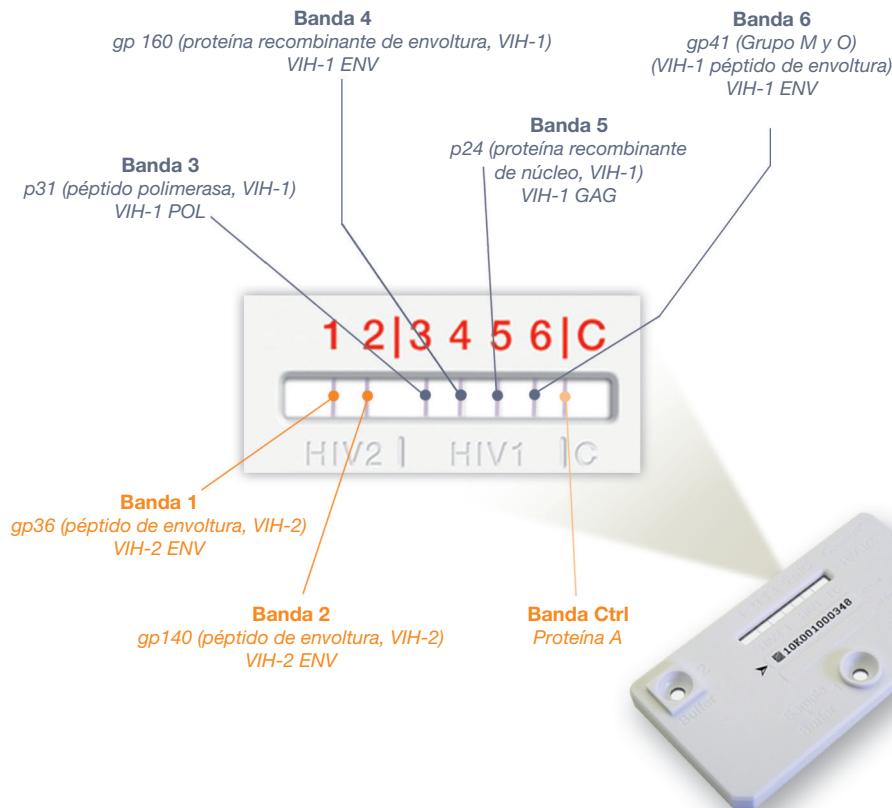 Banda 4
gp 160 (proteína recombinante de envoltura, VIH-1)
VIH-1 ENV
Banda 6
gp41 (Grupo M y O)
(VIH-1 péptido de envoltura)
VIH-1 ENV
Banda 5
p24 (proteína recombinante
de núcleo, VIH-1)
VIH-1 GAG
Banda 3
p31 (péptido polimerasa, VIH-1)
VIH-1 POL
1 2|3 4 5 6|C
HIV2 | HIV1 |C
Banda 1
gp36 (péptido de envoltura, VIH-2)
VIH-2 ENV
Banda 2
gp140 (péptido de envoltura, VIH-2)
VIH-2 ENV
Banda Ctrl
Proteína A
10K001000348
2
Buffer
Buffer